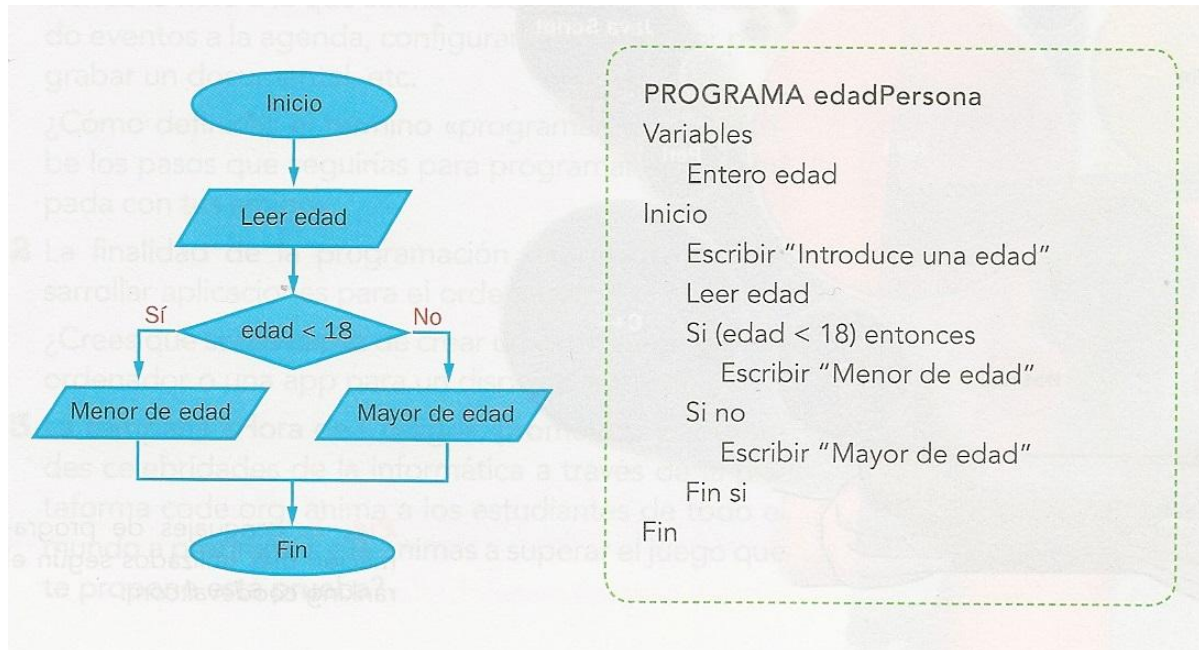 Inicio
Leer edad
Sí
edad < 18
No
Menor de edad
Mayor de edad
Fin
PROGRAMA edadPersona
Variables
Entero edad
Inicio
Escribir "Introduce una edad"
Leer edad
Si (edad < 18) entonces
Escribir "Menor de edad"
Si no
Escribir "Mayor de edad"
Fin si
Fin